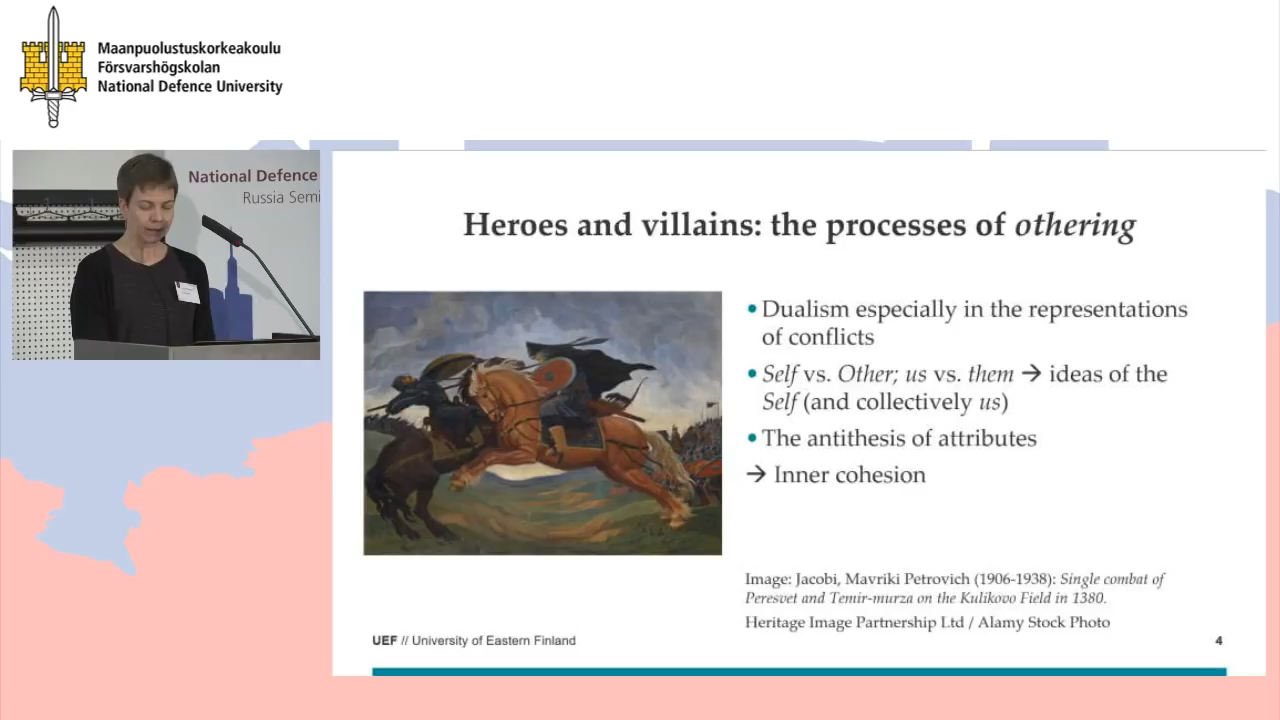 Maanpuolustuskorkeakoulu
Försvarshögskolan
National Defence University
National Defence
Russia Semi
Heroes and villains: the processes of othering
• Dualism especially in the representations
of conflicts
• Self vs. Other; us vs. them → ideas of the
Self (and collectively us)
• The antithesis of attributes
→ Inner cohesion
Image: Jacobi, Mavriki Petrovich (1906-1938): Single combat of
Peresvet and Temir-murza on the Kulikovo Field in 1380.
Heritage Image Partnership Ltd / Alamy Stock Photo
UEF // University of Eastern Finland
4